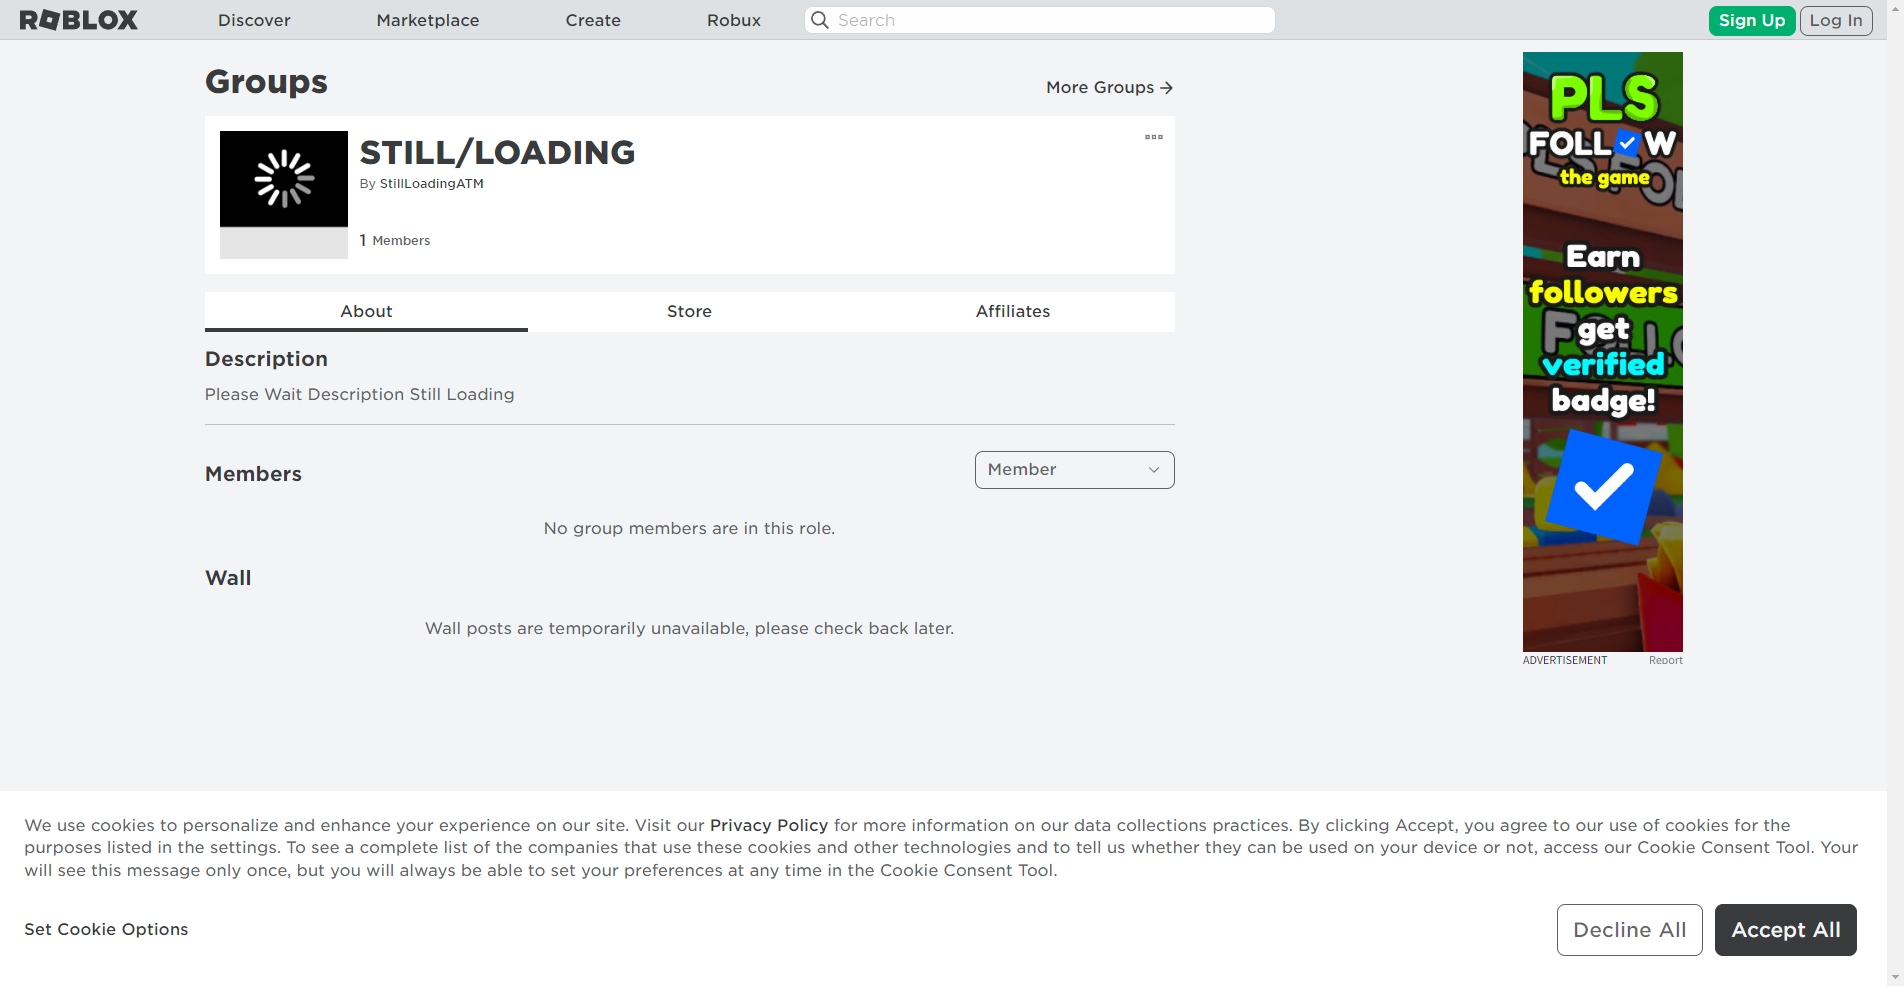 ROBLOX
Discover
Marketplace
Create
Robux
Search
Sign Up
Log In
Groups
More Groups →
STILL/LOADING
By StillLoadingATM
1 Members
About
Store
Affiliates
Description
Please Wait Description Still Loading
Members
Member
No group members are in this role.
Wall
Wall posts are temporarily unavailable, please check back later.
PLS
FOLLOW
the game
Earn
followers
get
verified
badge!
ADVERTISEMENT
Report
We use cookies to personalize and enhance your experience on our site. Visit our Privacy Policy for more information on our data collections practices. By clicking Accept, you agree to our use of cookies for the
purposes listed in the settings. To see a complete list of the companies that use these cookies and other technologies and to tell us whether they can be used on your device or not, access our Cookie Consent Tool. Your
will see this message only once, but you will always be able to set your preferences at any time in the Cookie Consent Tool.
Set Cookie Options
Decline All
Accept All